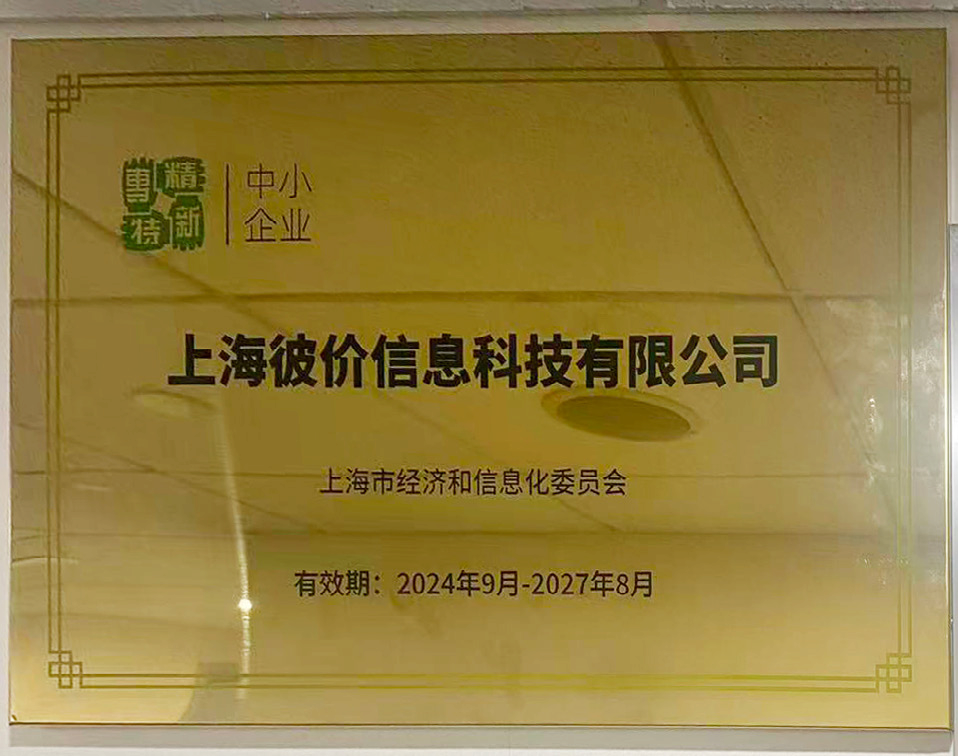 专精
特新
中小
企业
上海彼价信息科技有限公司
上海市经济和信息化委员会
有效期：2024年9月-2027年8月